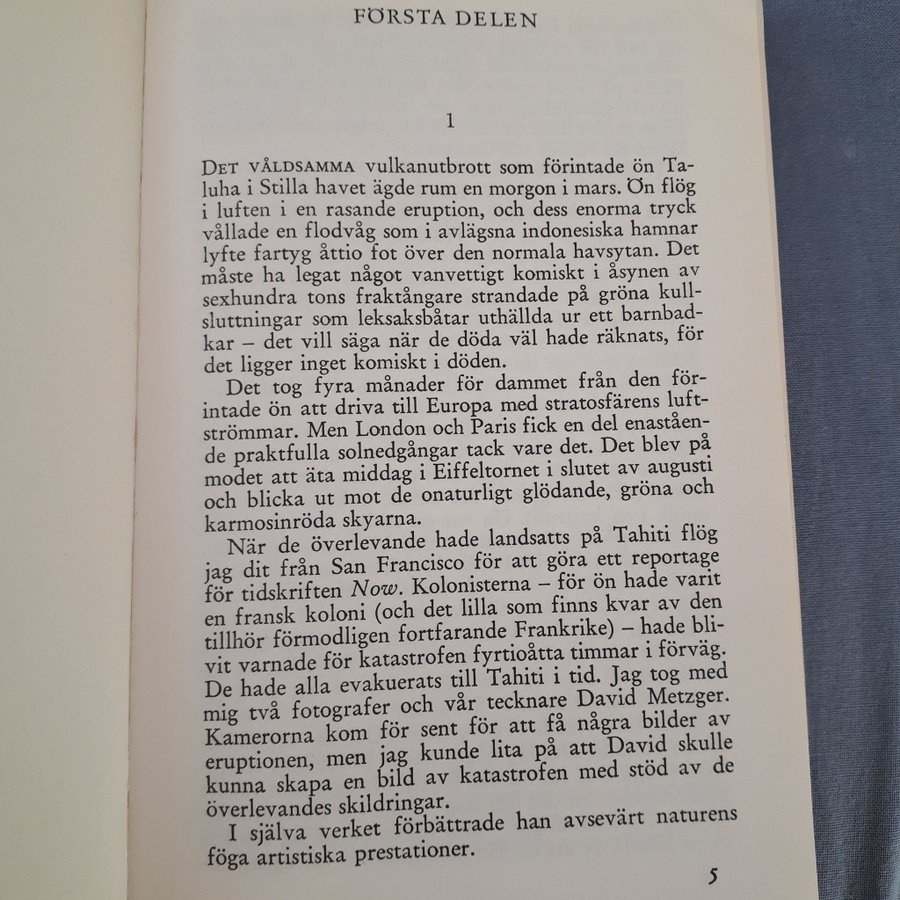 FÖRSTA DELEN
1
DET VÅLDSAMMA vulkanutbrott som förintade ön Ta-
luha i Stilla havet ägde rum en morgon i mars. Ön flög
i luften i en rasande eruption, och dess enorma tryck
vållade en flodvåg som i avlägsna indonesiska hamnar
lyfte fartyg åttio fot över den normala havsytan. Det
måste ha legat något vanvettigt komiskt i åsynen av
sexhundra tons fraktångare strandade på gröna kull-
sluttningar som leksaksbåtar uthällda ur ett barnbad-
kar – det vill säga när de döda väl hade räknats, för
det ligger inget komiskt i döden.
Det tog fyra månader för dammet från den för-
intade ön att driva till Europa med stratosfärens luft-
strömmar. Men London och Paris fick en del enaståen-
de praktfulla solnedgångar tack vare det. Det blev på
modet att äta middag i Eiffeltornet i slutet av augusti
och blicka ut mot de onaturligt glödande, gröna och
karmosinröda skyarna.
När de överlevande hade landsatts på Tahiti flög
jag dit från San Francisco för att göra ett reportage
för tidskriften Now. Kolonisterna – för ön hade varit
en fransk koloni (och det lilla som finns kvar av den
tillhör förmodligen fortfarande Frankrike) – hade bli-
vit varnade för katastrofen fyrtioåtta timmar i förväg.
De hade alla evakuerats till Tahiti i tid. Jag tog med
mig två fotografer och vår tecknare David Metzger.
Kamerorna kom för sent för att få några bilder av
eruptionen, men jag kunde lita på att David skulle
kunna skapa en bild av katastrofen med stöd av de
överlevandes skildringar.
I själva verket förbättrade han avsevärt naturens
föga artistiska prestationer.
5